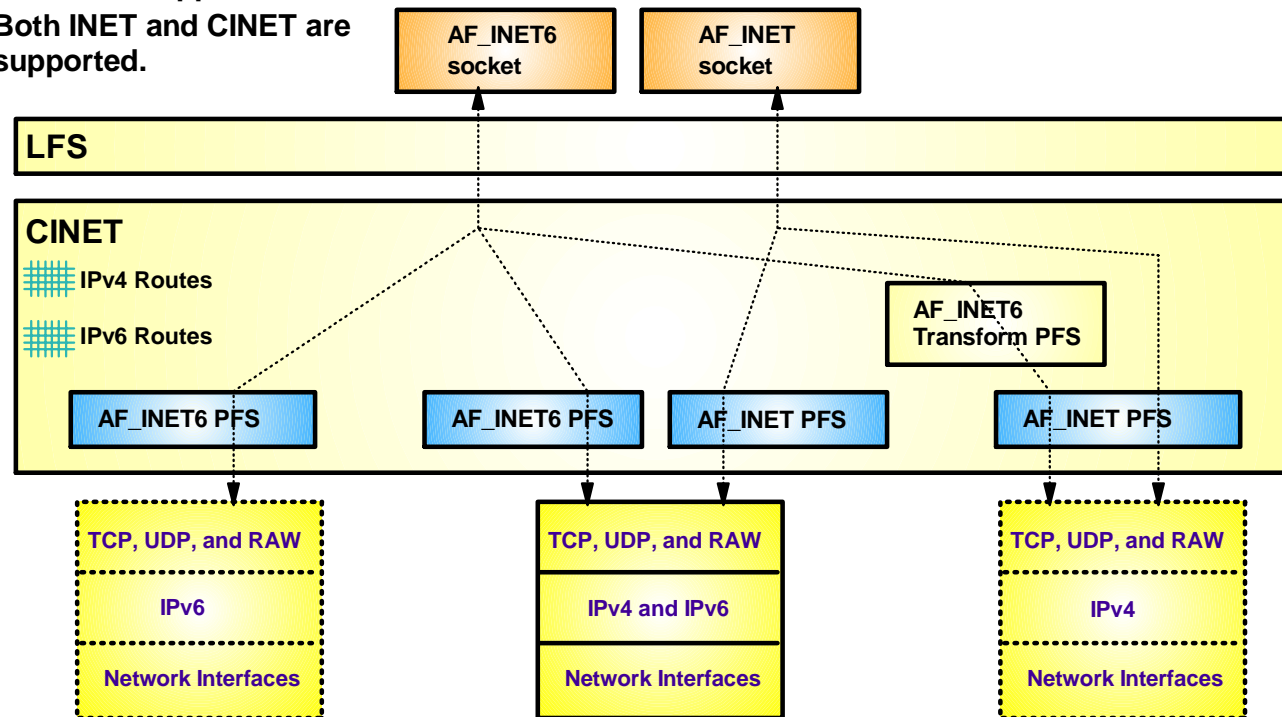 Both INET and CINET are
supported.
AF_INET6
socket
AF_INET
socket
LFS
CINET
IPv4 Routes
IPv6 Routes
AF_INET6
Transform PFS
AF_INET6 PFS
AF_INET6 PFS
AF_INET PFS
AF_INET PFS
TCP, UDP, and RAW
IPv6
Network Interfaces
TCP, UDP, and RAW
IPv4 and IPv6
Network Interfaces
TCP, UDP, and RAW
IPv4
Network Interfaces